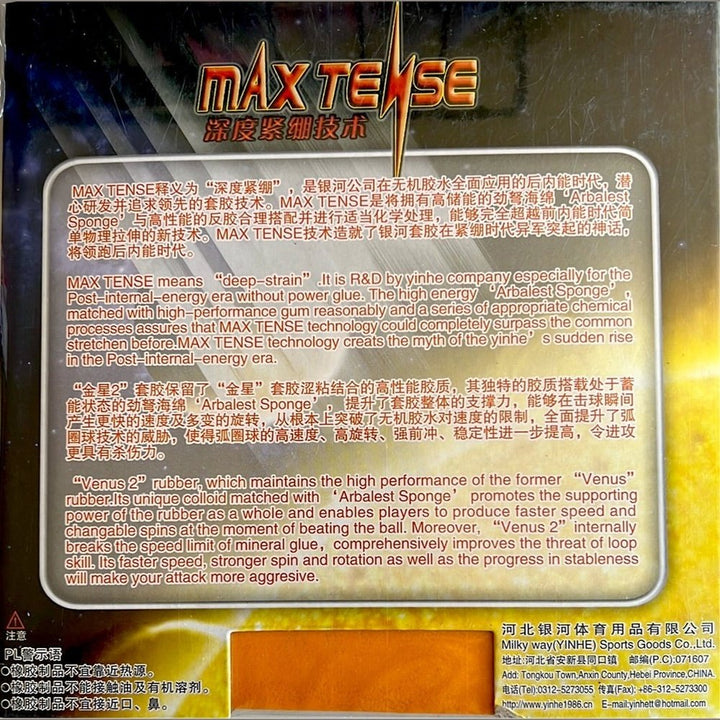 MAX TENSE
深度紧绷技术
MAX TENSE释义为“深度紧绷”，是银河公司在无机胶水全面应用的后内能时代，潜
心研发并追求领先的套胶技术。MAX TENSE是将拥有高储能的劲弩海绵‘Arbalest
Sponge’与高性能的反胶合理搭配并进行适当化学处理，能够完全超越前内能时代简
单物理拉伸的新技术。MAX TENSE技术造就了银河套胶在紧绷时代异军突起的神话，
将领跑后内能时代。
MAX TENSE means “deep-strain”.It is R&D by yinhe company especially for the
Post-internal-energy era without power glue. The high energy ‘Arbalest Sponge’,
matched with high-performance gum reasonably and a series of appropriate chemical
processes assures that MAX TENSE technology could completely surpass the common
stretchen before.MAX TENSE technology creats the myth of the yinhe’s sudden rise
in the Post-internal-energy era.
“金星2”套胶保留了“金星”套胶涩粘结合的高性能胶质，其独特的胶质搭载处于蓄
能状态的劲弩海绵‘Arbalest Sponge’，提升了套胶整体的支撑力，能够在击球瞬间
产生更快的速度及多变的旋转，从根本上突破了无机胶水对速度的限制，全面提升了弧
圈球技术的威胁，使得弧圈球的高速度、高旋转、强前冲、稳定性进一步提高，令进攻
更具有杀伤力。
“Venus 2” rubber, which maintains the high performance of the former “Venus”
rubber.Its unique colloid matched with ‘Arbalest Sponge’ promotes the supporting
power of the rubber as a whole and enables players to produce faster speed and
changable spins at the moment of beating the ball. Moreover, “Venus 2” internally
breaks the speed limit of mineral glue, comprehensively improves the threat of loop
skill. Its faster speed, stronger spin and rotation as well as the progress in stableness
will make your attack more aggresive.
注意
PL警示语
●橡胶制品不宜靠近热源。
●橡胶制品不能接触油及有机溶剂。
●橡胶制品不宜接近口、鼻。
河北银河体育用品有限公司
Milky way(YINHE) Sports Goods Co.,Ltd.
地址:河北省安新县同口镇 邮编(P.C):071607
Add: Tongkou Town,Anxin County,Hebei Province,CHINA.
电话(Tel):0312-5273055 传真(Fax): +86-312-5273300
http://www.yinhe1986.cn E-mail:yinhett@hotmail.com